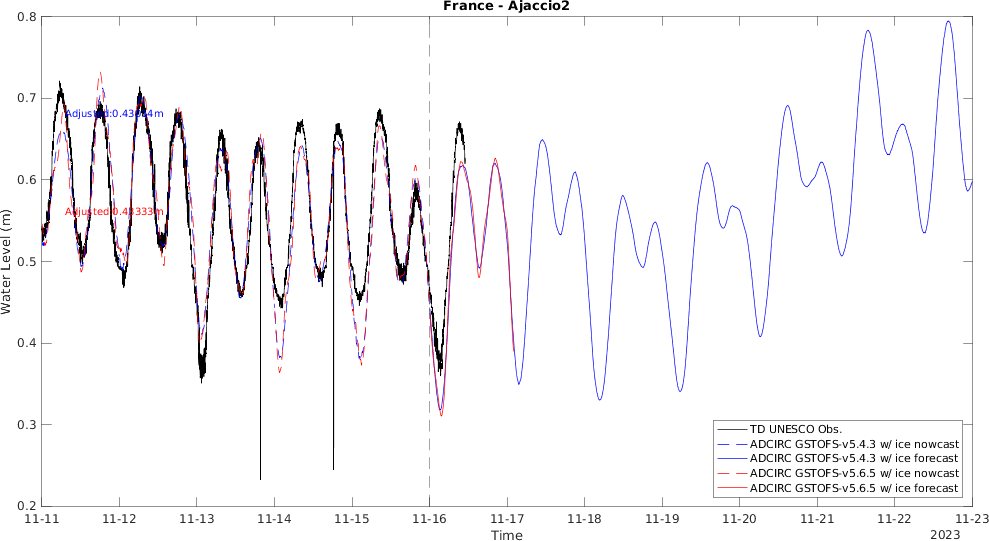 France - Ajaccio2
0.8
0.7
0.6
0.5
0.4
0.3
0.2
Water Level (m)
Adjusted:0.43333m
11-11
11-12
11-13
11-14
11-15
11-16
11-17
11-18
11-19
11-20
11-21
11-22
11-23
Time
2023
TD UNESCO Obs.
ADCIRC GSTOFS-v5.4.3 w/ ice nowcast
ADCIRC GSTOFS-v5.4.3 w/ ice forecast
ADCIRC GSTOFS-v5.6.5 w/ ice nowcast
ADCIRC GSTOFS-v5.6.5 w/ ice forecast